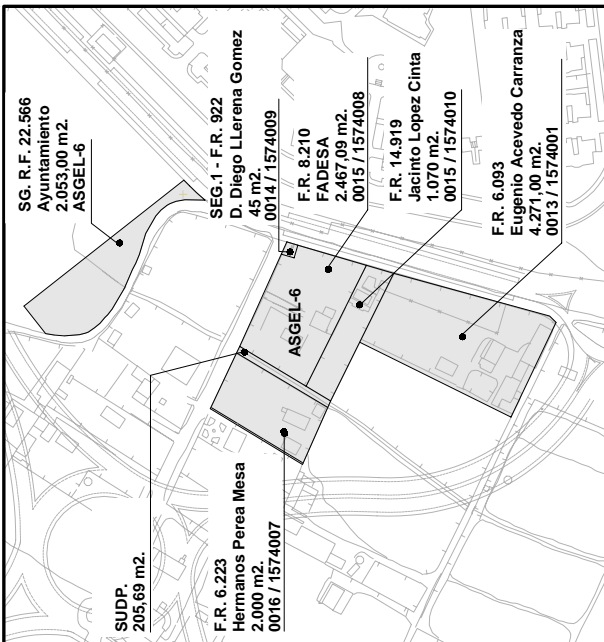 SG. R.F. 22.566
Ayuntamiento
2.053,00 m2.
ASGEL-6
SEG.1 - F.R. 922
D. Diego LLerena Gomez
45 m2.
0014 / 1574009
F.R. 8.210
FADESA
2.467,09 m2.
0015 / 1574008
F.R. 14.919
Jacinto Lopez Cinta
1.070 m2.
0015 / 1574010
F.R. 6.093
Eugenio Acevedo Carranza
4.271,00 m2.
0013 / 1574001
ASGEL-6
SUDP.
205,69 m2.
F.R. 6.223
Hermanos Perea Mesa
2.000 m2.
0016 / 1574007